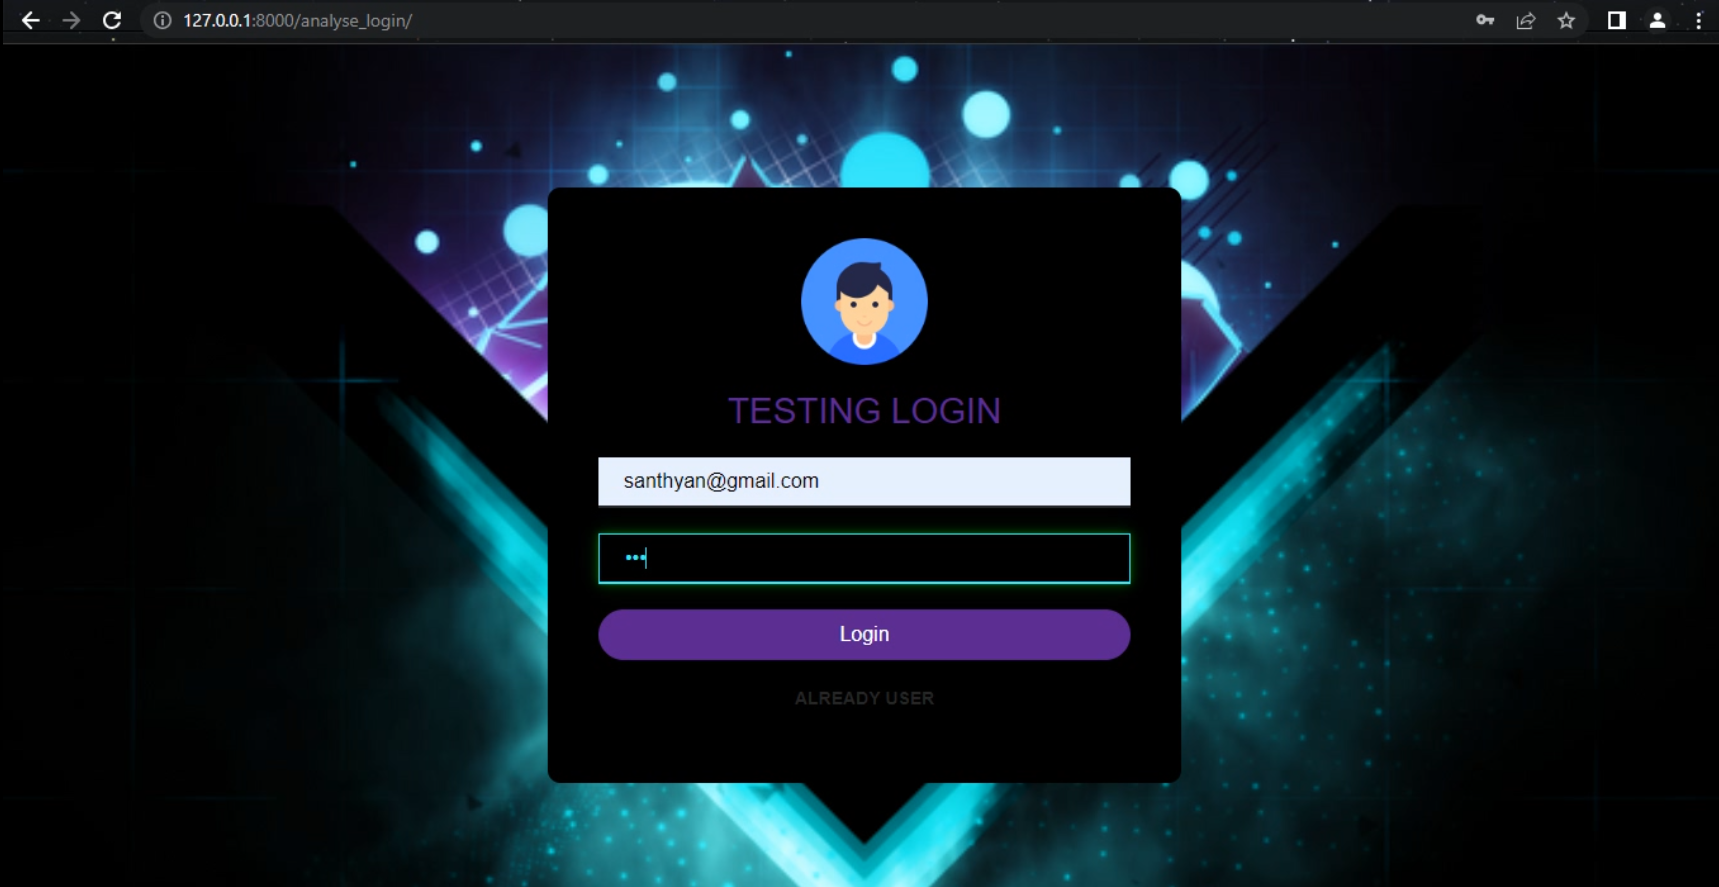 127.0.0.1:8000/analyse_login/
TESTING LOGIN
santhyan@gmail.com
•••
Login
ALREADY USER